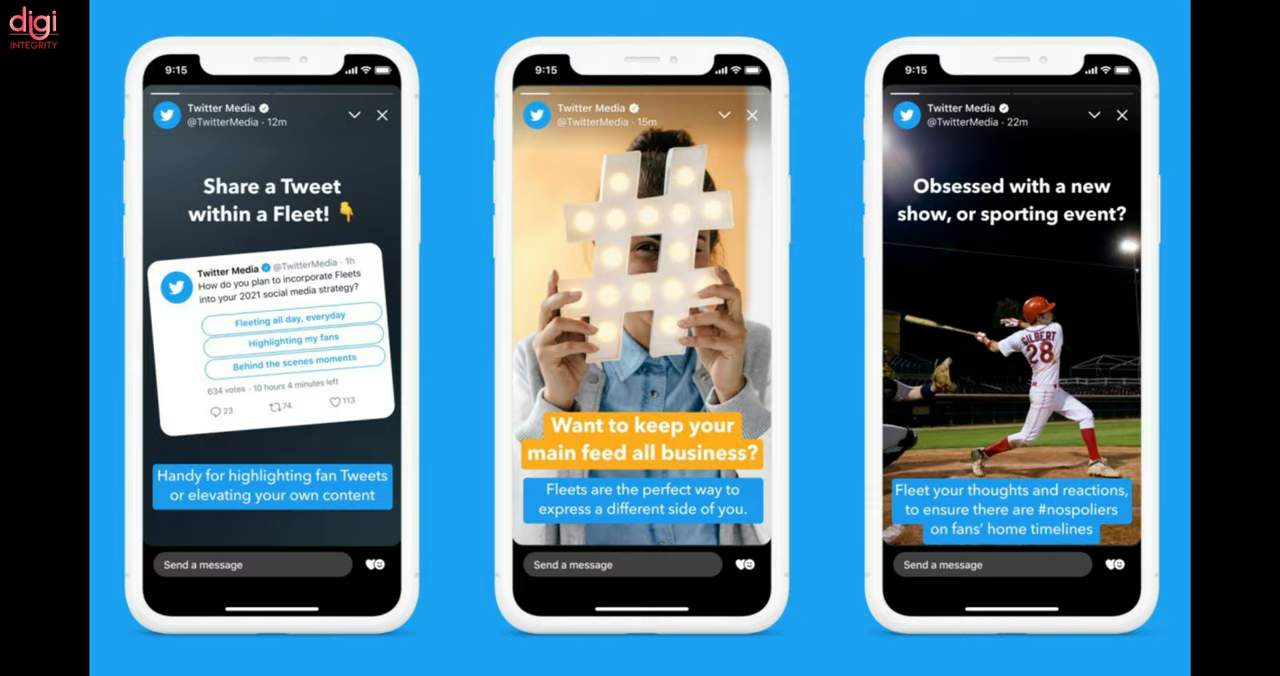 digi
INTEGRITY
9:15
Twitter Media
@TwitterMedia · 12m
Share a Tweet
within a Fleet! 👇
Twitter Media @TwitterMedia · 1h
How do you plan to incorporate Fleets
into your 2021 social media strategy?
Fleeting all day, everyday
Highlighting my fans
Behind the scenes moments
634 votes · 10 hours 4 minutes left
23 74 113
Handy for highlighting fan Tweets
or elevating your own content
Send a message
9:15
Twitter Media
@TwitterMedia · 15m
#
Want to keep your
main feed all business?
Fleets are the perfect way to
express a different side of you.
Send a message
9:15
Twitter Media
@TwitterMedia · 22m
Obsessed with a new
show, or sporting event?
GILBERT
28
Fleet your thoughts and reactions,
to ensure there are #nospoliers
on fans' home timelines
Send a message